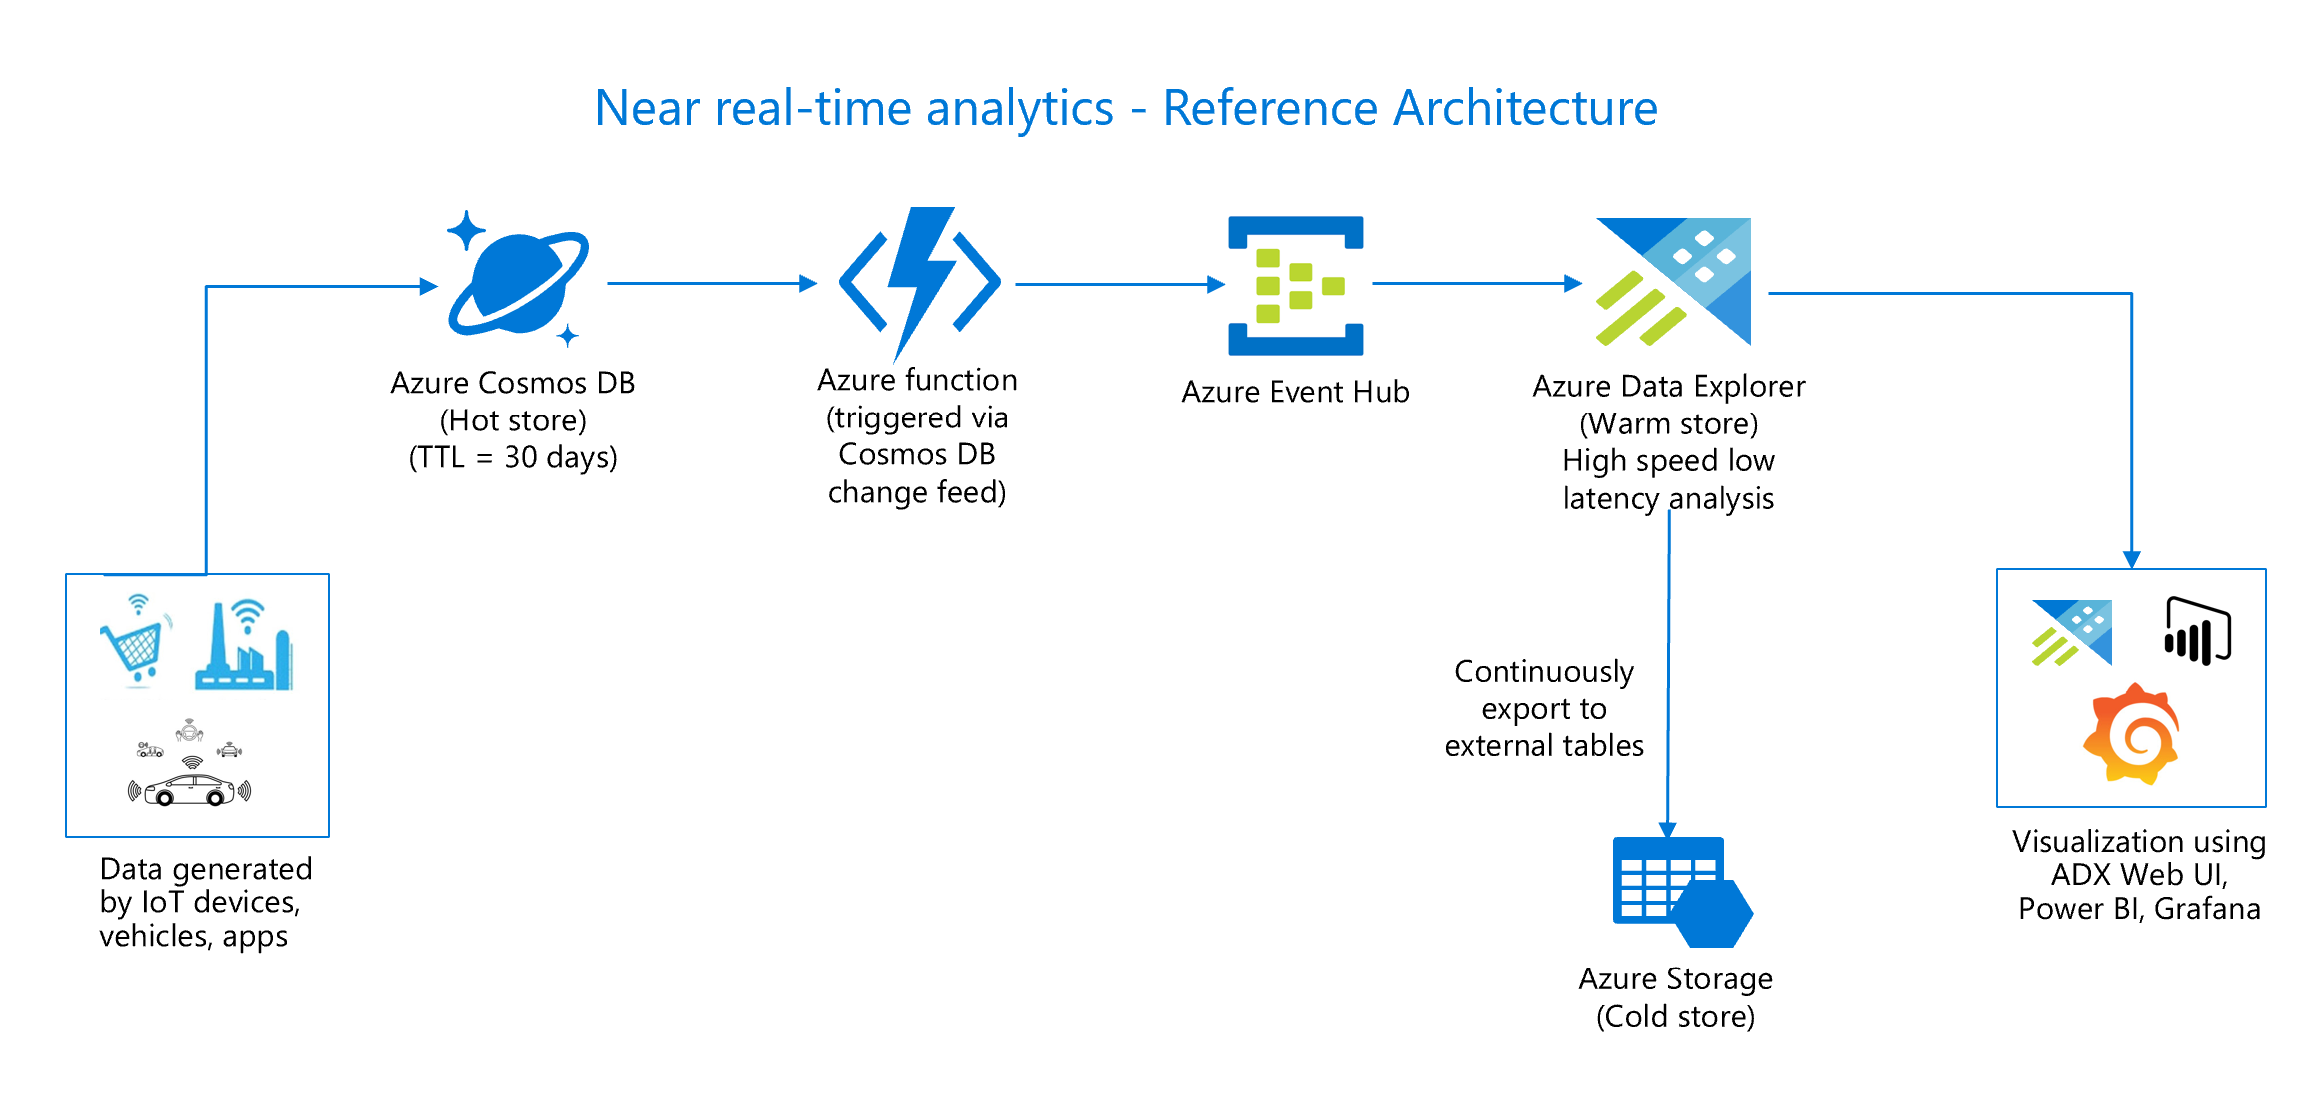 Near real-time analytics - Reference Architecture
Azure Cosmos DB
(Hot store)
(TTL = 30 days)
Azure function
(triggered via
Cosmos DB
change feed)
Azure Event Hub
Azure Data Explorer
(Warm store)
High speed low
latency analysis
Data generated
by IoT devices,
vehicles, apps
Continuously
export to
external tables
Azure Storage
(Cold store)
Visualization using
ADX Web UI,
Power BI, Grafana